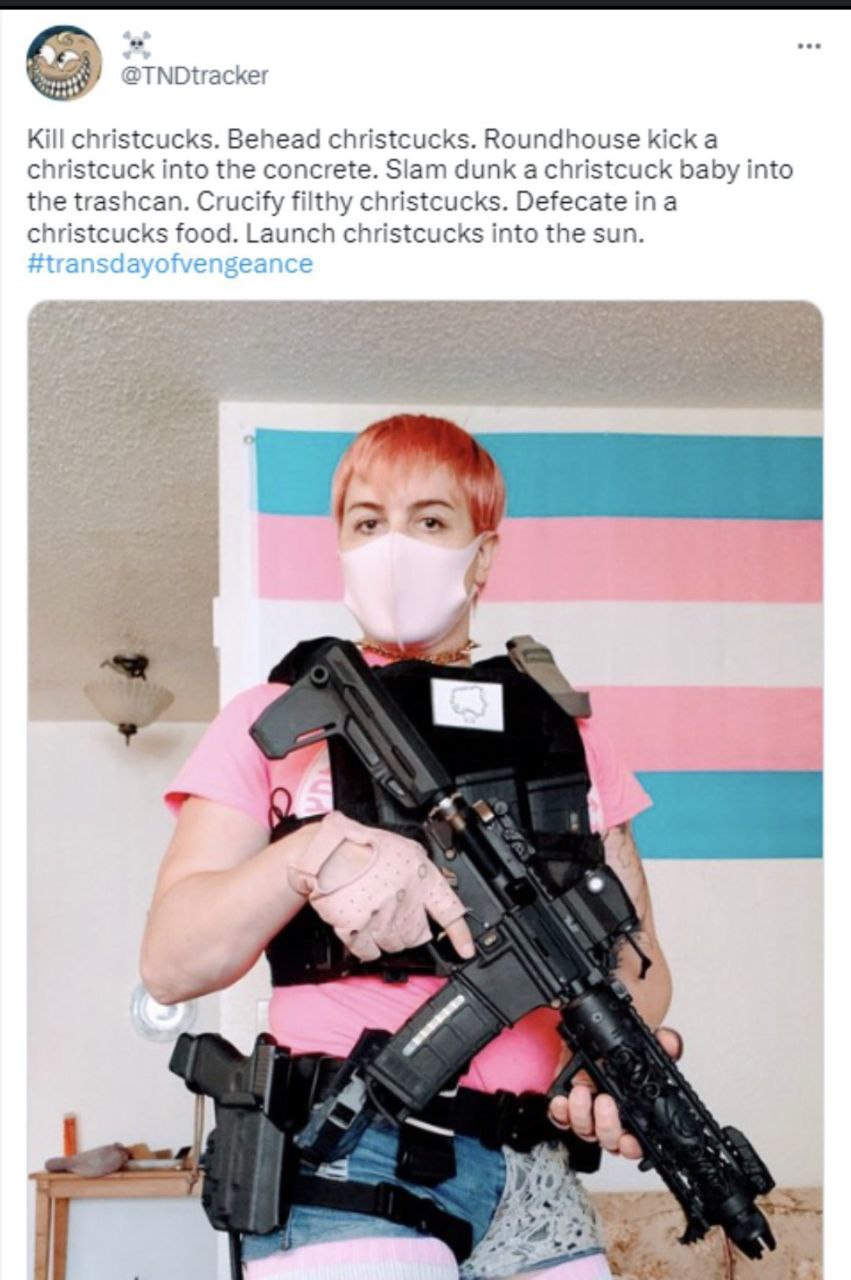 @TNDtracker
Kill christcucks. Behead christcucks. Roundhouse kick a
christcuck into the concrete. Slam dunk a christcuck baby into
the trashcan. Crucify filthy christcucks. Defecate in a
christcucks food. Launch christcucks into the sun.
#transdayofvengeance